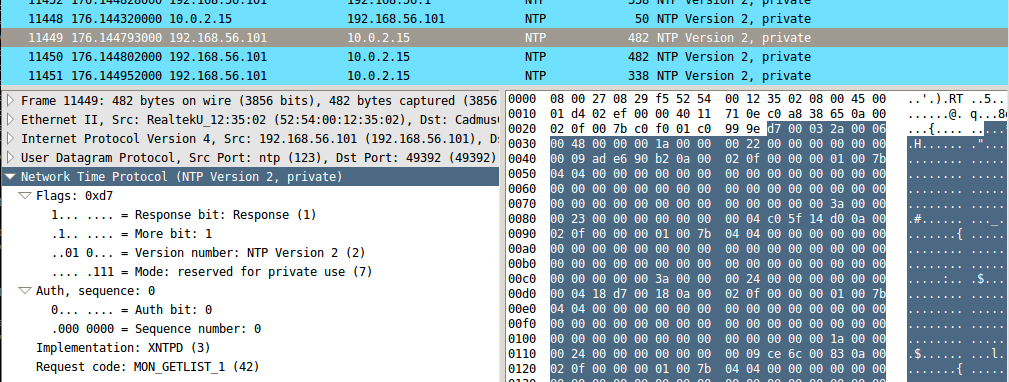 11448 176.144320000 10.0.2.15 192.168.56.101 NTP 50 NTP Version 2, private
11449 176.144793000 192.168.56.101 10.0.2.15 NTP 482 NTP Version 2, private
11450 176.144802000 192.168.56.101 10.0.2.15 NTP 482 NTP Version 2, private
11451 176.144952000 192.168.56.101 10.0.2.15 NTP 338 NTP Version 2, private
Frame 11449: 482 bytes on wire (3856 bits), 482 bytes captured (3856
Ethernet II, Src: RealtekU_12:35:02 (52:54:00:12:35:02), Dst: Cadmus
Internet Protocol Version 4, Src: 192.168.56.101 (192.168.56.101), Ds
User Datagram Protocol, Src Port: ntp (123), Dst Port: 49392 (49392)
Network Time Protocol (NTP Version 2, private)
Flags: 0xd7
1... .... = Response bit: Response (1)
.1.. .... = More bit: 1
..01 0... = Version number: NTP Version 2 (2)
.... .111 = Mode: reserved for private use (7)
Auth, sequence: 0
0... .... = Auth bit: 0
.000 0000 = Sequence number: 0
Implementation: XNTPD (3)
Request code: MON_GETLIST_1 (42)
0000 08 00 27 08 29 f5 52 54 00 12 35 02 08 00 45 00 ..'.).RT ..5...
0010 01 d4 02 ef 00 00 40 11 71 0e c0 a8 38 65 0a 00 ......@. q...8e
0020 02 0f 00 7b c0 f0 01 c0 99 9e d7 00 03 2a 00 06 ...{.... .....
0030 00 48 00 00 00 1a 00 00 00 22 00 00 00 00 00 00 .H...... ."....
0040 00 09 ad e6 90 b2 0a 00 02 0f 00 00 00 01 00 7b ........ ......
0050 04 04 00 00 00 00 00 00 00 00 00 00 00 00 00 00 ........ ......
0060 00 00 00 00 00 00 00 00 00 00 00 00 00 00 00 00 ........ ......
0070 00 00 00 00 00 00 00 00 00 00 00 00 3a 00 00 00 ........ ......
0080 00 23 00 00 00 00 00 00 00 04 c0 5f 14 d0 0a 00 .#...... ..._..
0090 02 0f 00 00 00 01 00 7b 04 04 00 00 00 00 00 00 .......{ ......
00a0 00 00 00 00 00 00 00 00 00 00 00 00 00 00 00 00 ........ ......
00b0 00 00 00 00 00 00 00 00 00 00 00 00 00 00 00 00 ........ ......
00c0 00 00 00 00 3a 00 00 00 00 24 00 00 00 00 00 00 ....:... .$....
00d0 00 04 18 d7 00 18 0a 00 02 0f 00 00 00 01 00 7b ........ ......
00e0 04 04 00 00 00 00 00 00 00 00 00 00 00 00 00 00 ........ ......
00f0 00 00 00 00 00 00 00 00 00 00 00 00 00 00 00 00 ........ ......
0100 00 00 00 00 00 00 00 00 00 00 00 00 1a 00 00 00 ........ ......
0110 00 24 00 00 00 00 00 00 00 09 ce 6c 00 83 0a 00 .$...... ...l.
0120 02 0f 00 00 00 01 00 7b 04 04 00 00 00 00 00 00 .......{ ......